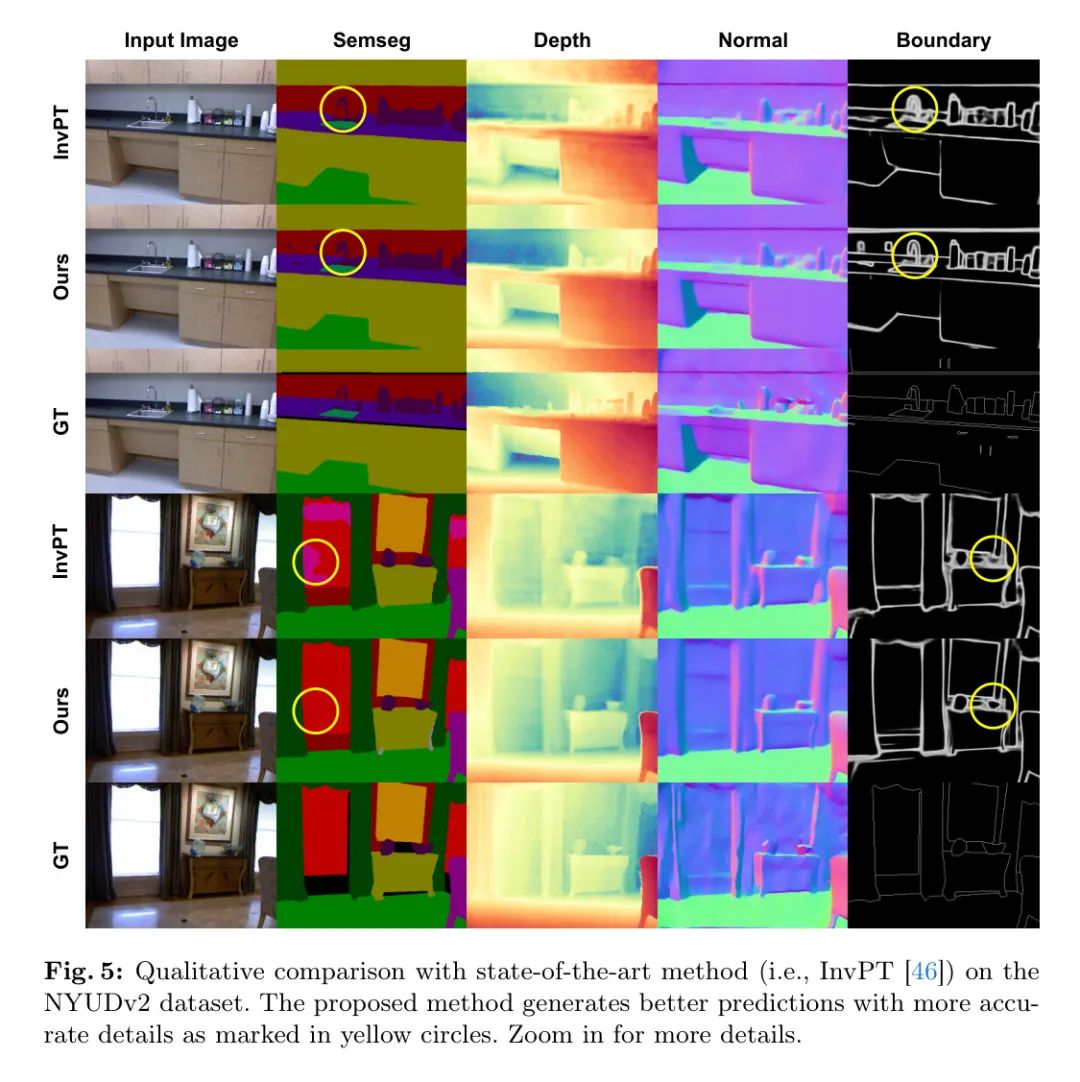 Input Image Semseg Depth Normal Boundary
InvPT
Ours
GT
InvPT
Ours
GT
Fig. 5: Qualitative comparison with state-of-the-art method (i.e., InvPT [46]) on the
NYUDv2 dataset. The proposed method generates better predictions with more accu-
rate details as marked in yellow circles. Zoom in for more details.